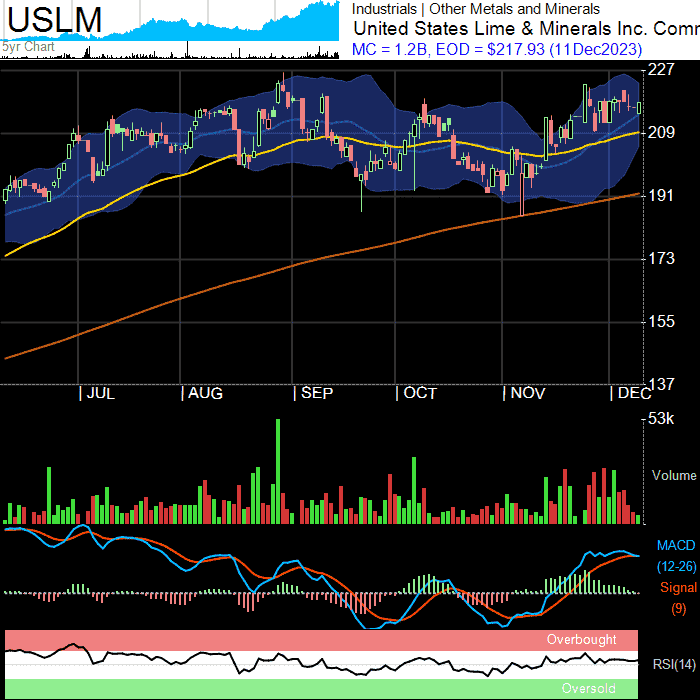 USLM
5yr Chart
Industrials | Other Metals and Minerals
United States Lime & Minerals Inc. Comm
MC = 1.2B, EOD = $217.93 (11Dec2023)
227
209
191
173
155
137
| JUL | AUG | SEP | OCT | NOV | DEC
53k
Volume
MACD
(12-26)
Signal
(9)
Overbought
RSI(14)
Oversold